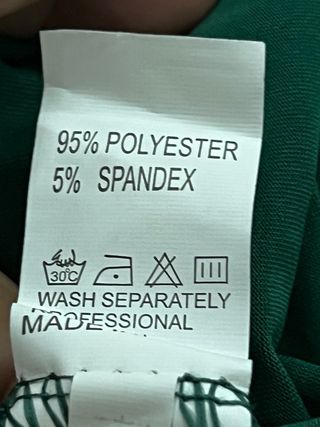 95% POLYESTER
5% SPANDEX
30°C
WASH SEPARATELY
MADE